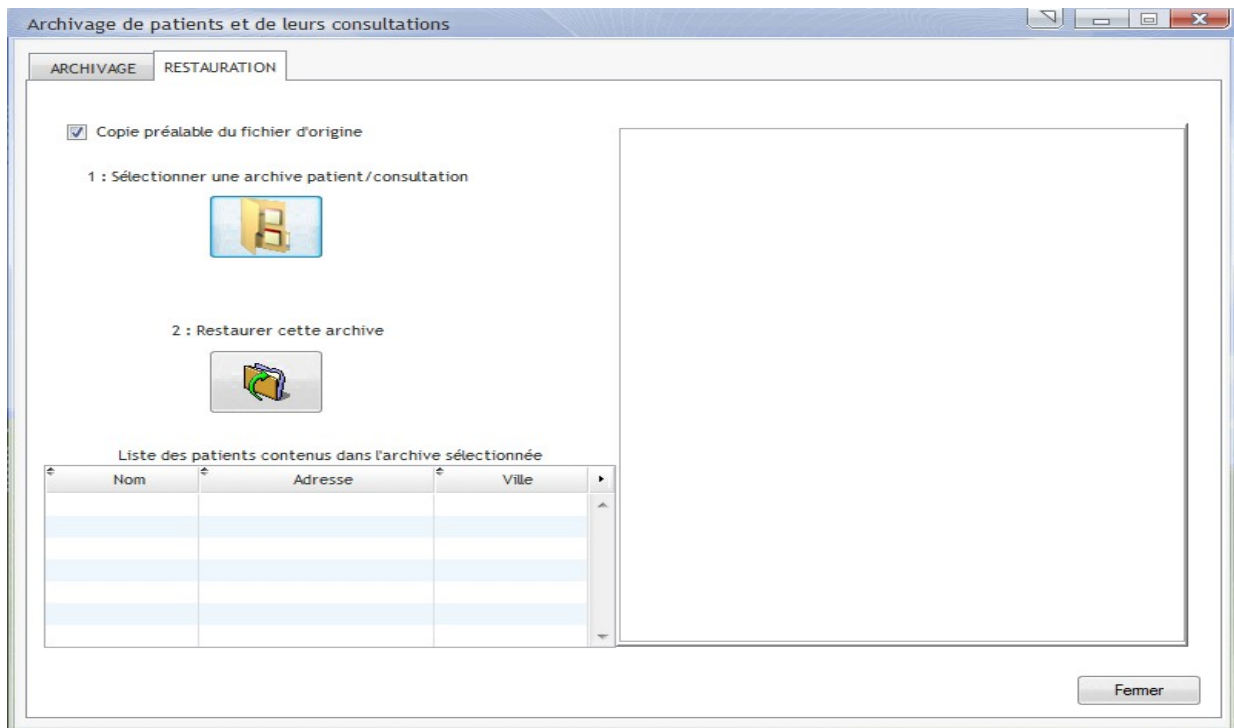 Archivage de patients et de leurs consultations
ARCHIVAGE RESTAURATION
Copie préalable du fichier d'origine
1 : Sélectionner une archive patient/consultation
2 : Restaurer cette archive
Liste des patients contenus dans l'archive sélectionnée
Nom Adresse Ville
Fermer